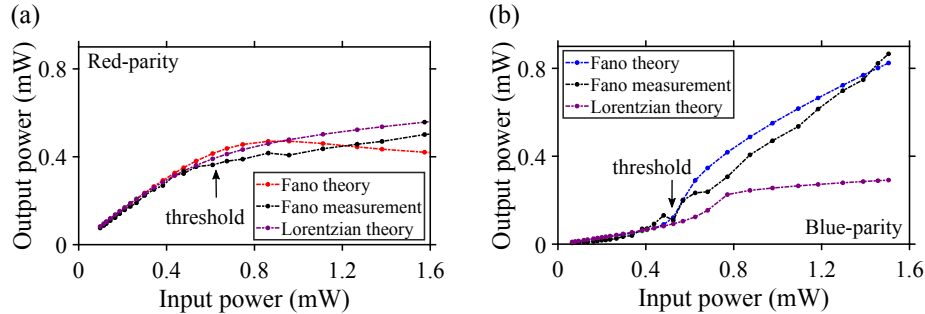 (a)
Output power (mW)
0.8
0.4
0
Red-parity
threshold
Fano theory
Fano measurement
Lorentzian theory
0 0.4 0.8 1.2 1.6
Input power (mW)
(b)
Output power (mW)
0.8
0.4
0
Fano theory
Fano measurement
Lorentzian theory
threshold
Blue-parity
0 0.4 0.8 1.2 1.6
Input power (mW)